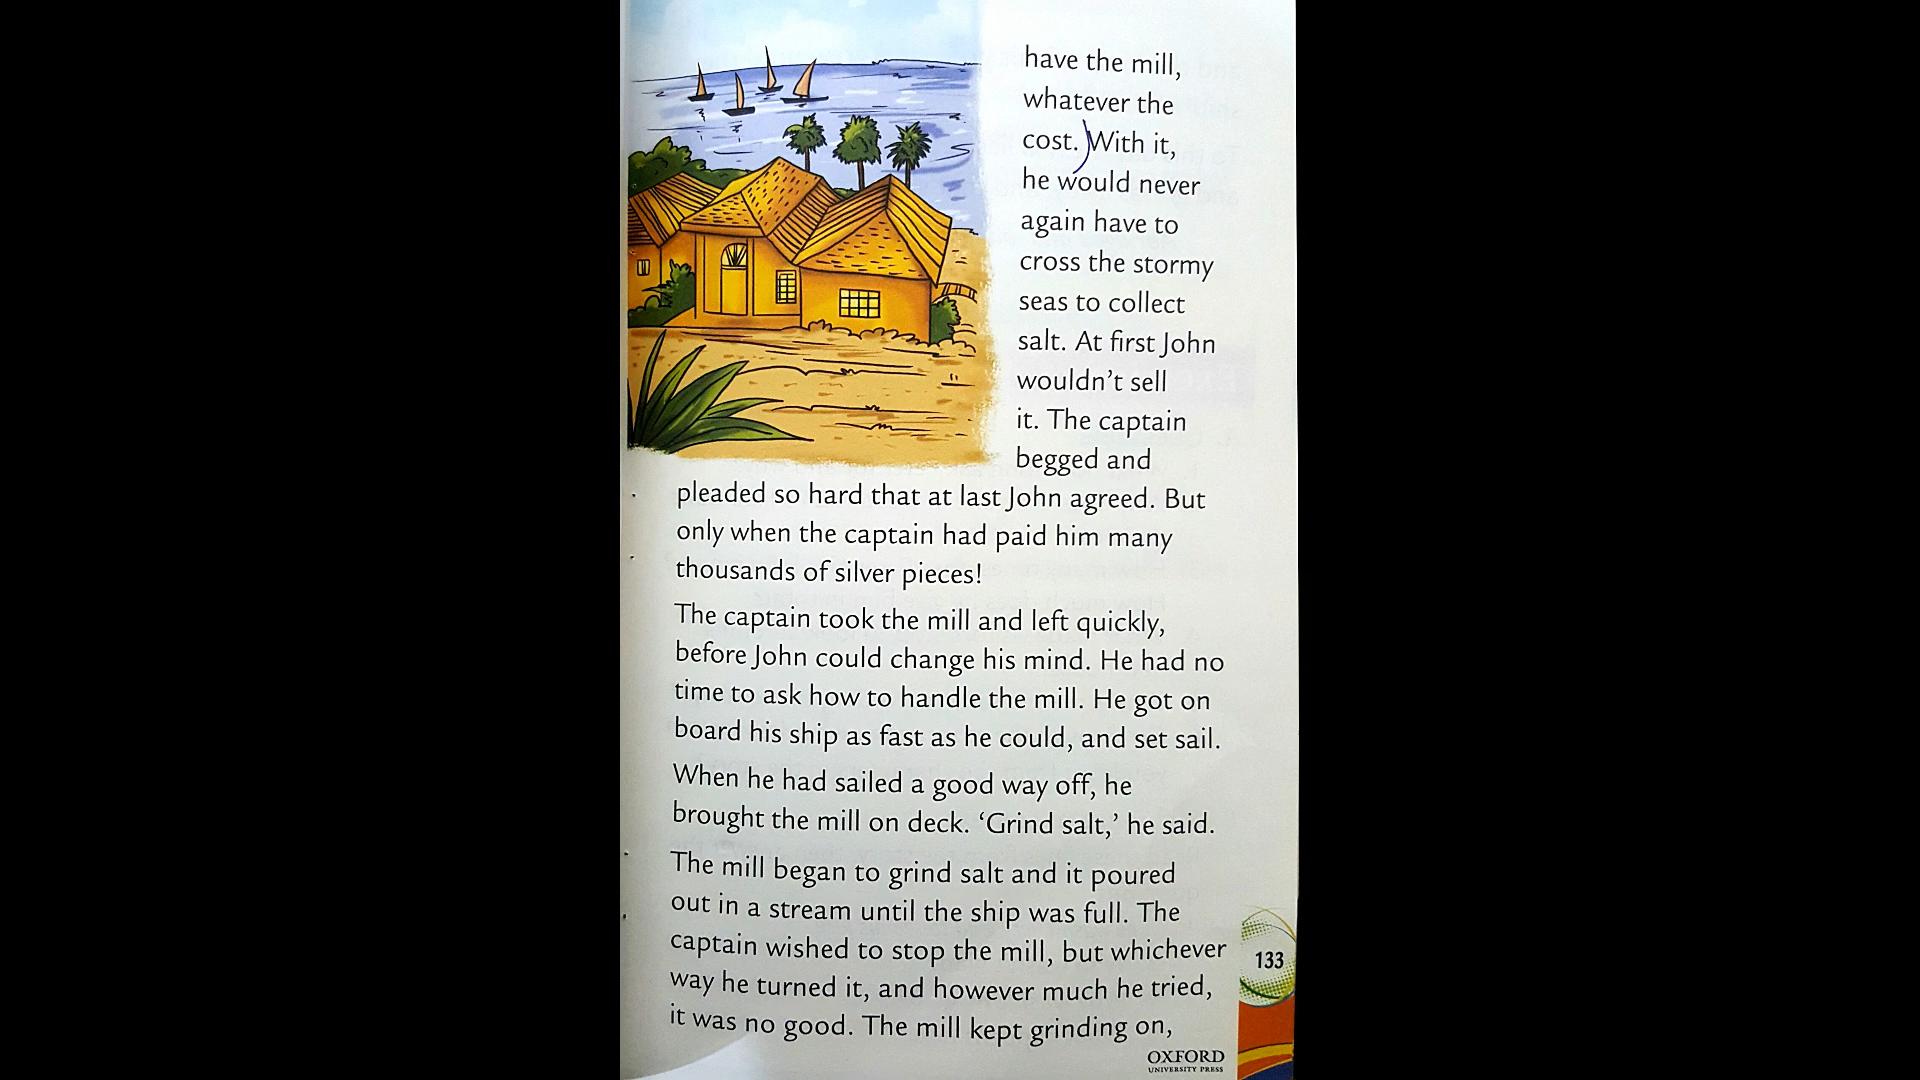 have the mill,
whatever the
cost. With it,
he would never
again have to
cross the stormy
seas to collect
salt. At first John
wouldn’t sell
it. The captain
begged and
pleaded so hard that at last John agreed. But
only when the captain had paid him many
thousands of silver pieces!
The captain took the mill and left quickly,
before John could change his mind. He had no
time to ask how to handle the mill. He got on
board his ship as fast as he could, and set sail.
When he had sailed a good way off, he
brought the mill on deck. ‘Grind salt,’ he said.
The mill began to grind salt and it poured
out in a stream until the ship was full. The
captain wished to stop the mill, but whichever
way he turned it, and however much he tried,
it was no good. The mill kept grinding on,
133
OXFORD
UNIVERSITY PRESS